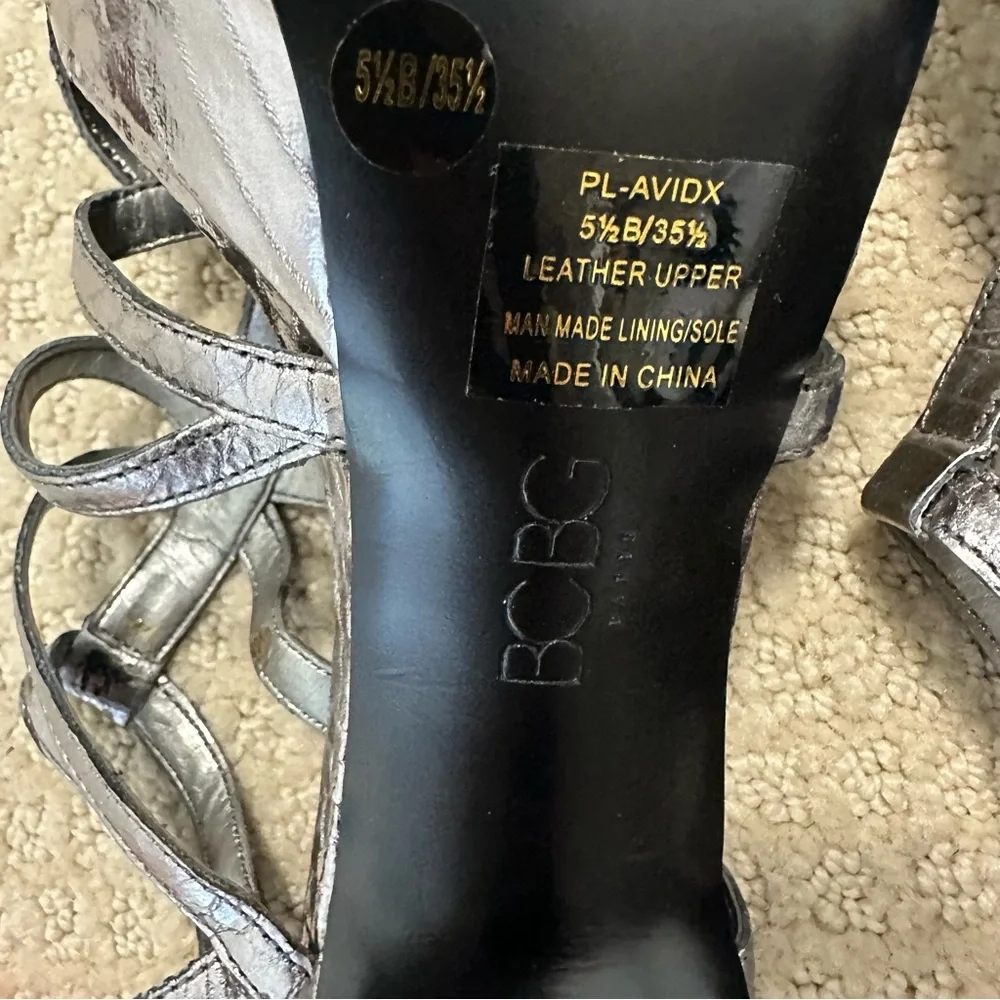 5½B/35½
PL-AVIDX
5½B/35½
LEATHER UPPER
MAN MADE LINING/SOLE
MADE IN CHINA
BCBG
PARIS